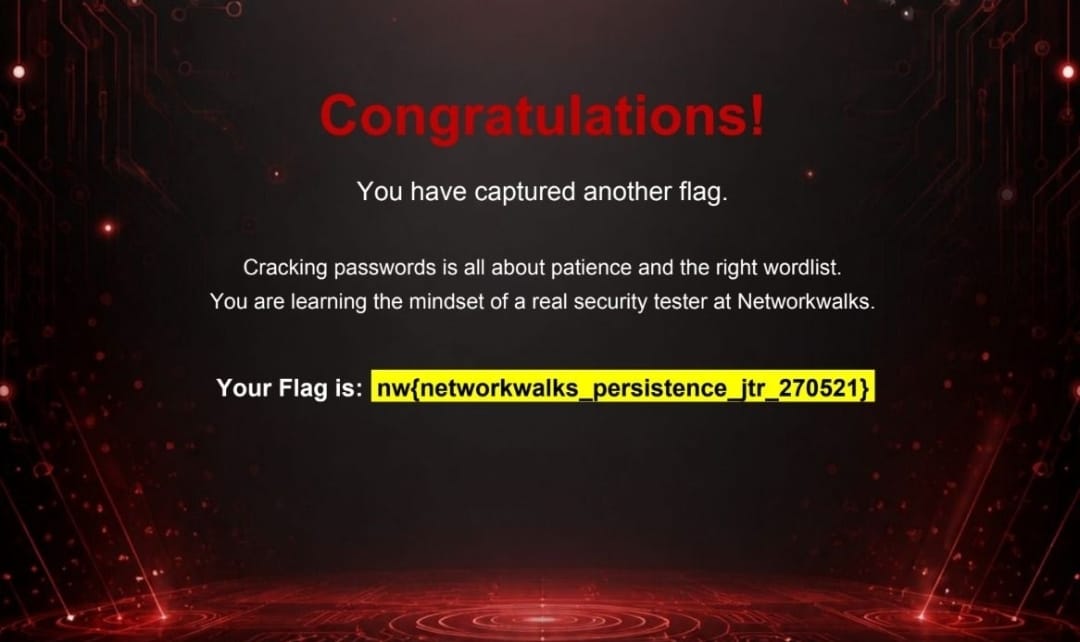 Congratulations!
You have captured another flag.
Cracking passwords is all about patience and the right wordlist.
You are learning the mindset of a real security tester at Networkwalks.
Your Flag is: nw{networkwalks_persistence_jtr_270521}